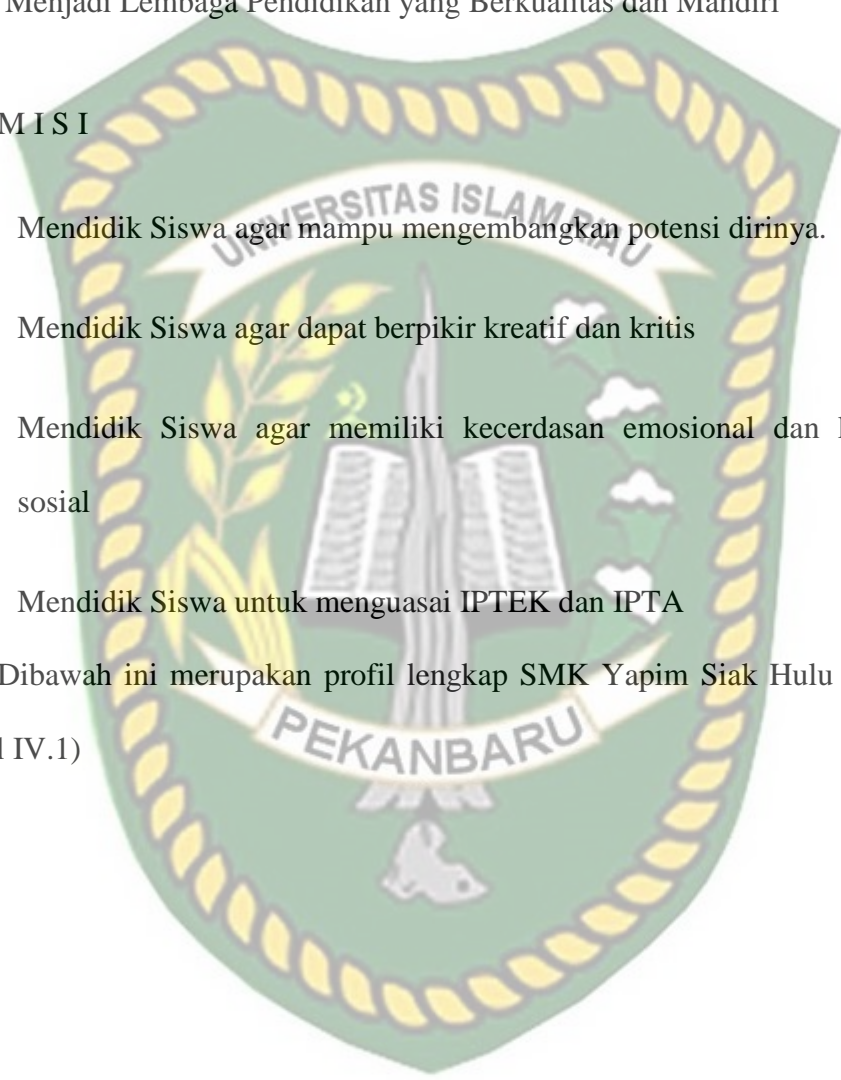 Menjadi Lembaga Pendidikan yang Berkualitas dan Mandiri
M I S I
UNIVERSITAS ISLAM RIAU
Mendidik Siswa agar mampu mengembangkan potensi dirinya.
Mendidik Siswa agar dapat berpikir kreatif dan kritis
Mendidik Siswa agar memiliki kecerdasan emosional dan
sosial
Mendidik Siswa untuk menguasai IPTEK dan IPTA
Dibawah ini merupakan profil lengkap SMK Yapim Siak Hulu
IV.1)
PEKANBARU